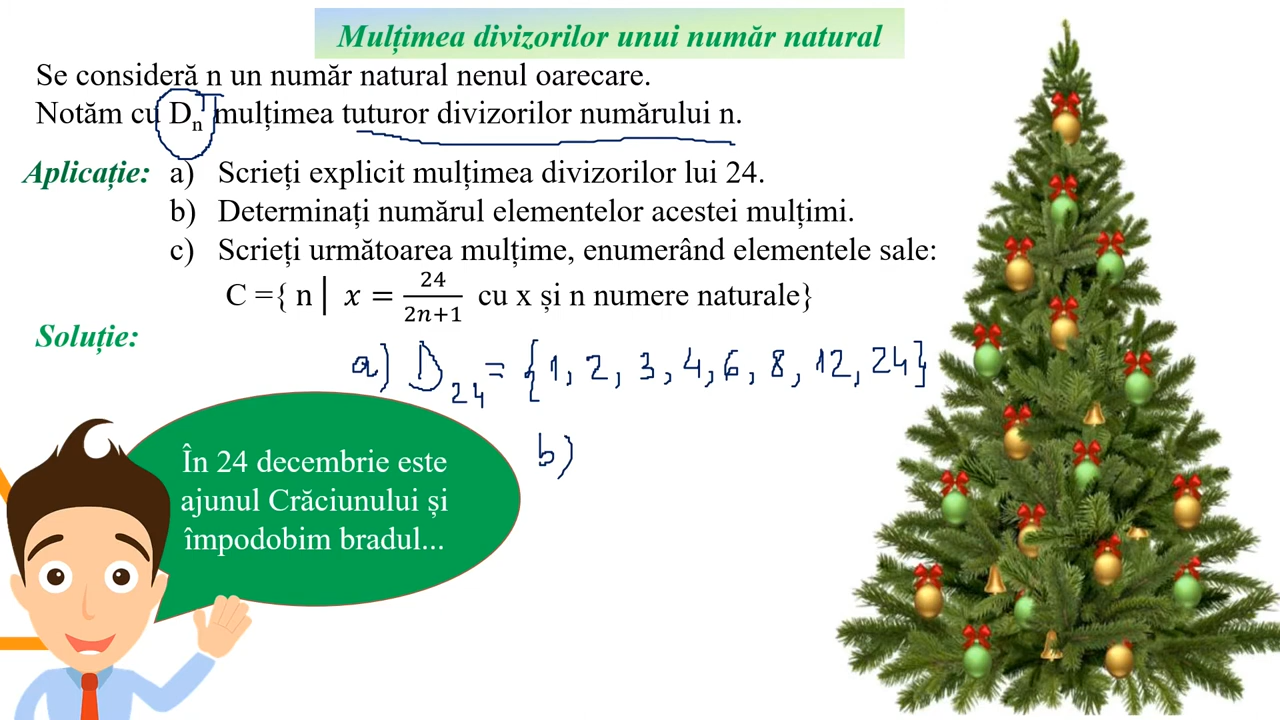 Mulțimea divizorilor unui număr natural
Se consideră n un număr natural nenul oarecare.
Notăm cu Dn mulțimea tuturor divizorilor numărului n.
Aplicație: a) Scrieți explicit mulțimea divizorilor lui 24.
b) Determinați numărul elementelor acestei mulțimi.
c) Scrieți următoarea mulțime, enumerând elementele sale:
C ={ n | x = 24/2n+1 cu x și n numere naturale}
Soluție:
a) D24 = {1, 2, 3, 4, 6, 8, 12, 24}
b)
În 24 decembrie este
ajunul Crăciunului și
împodobim bradul...